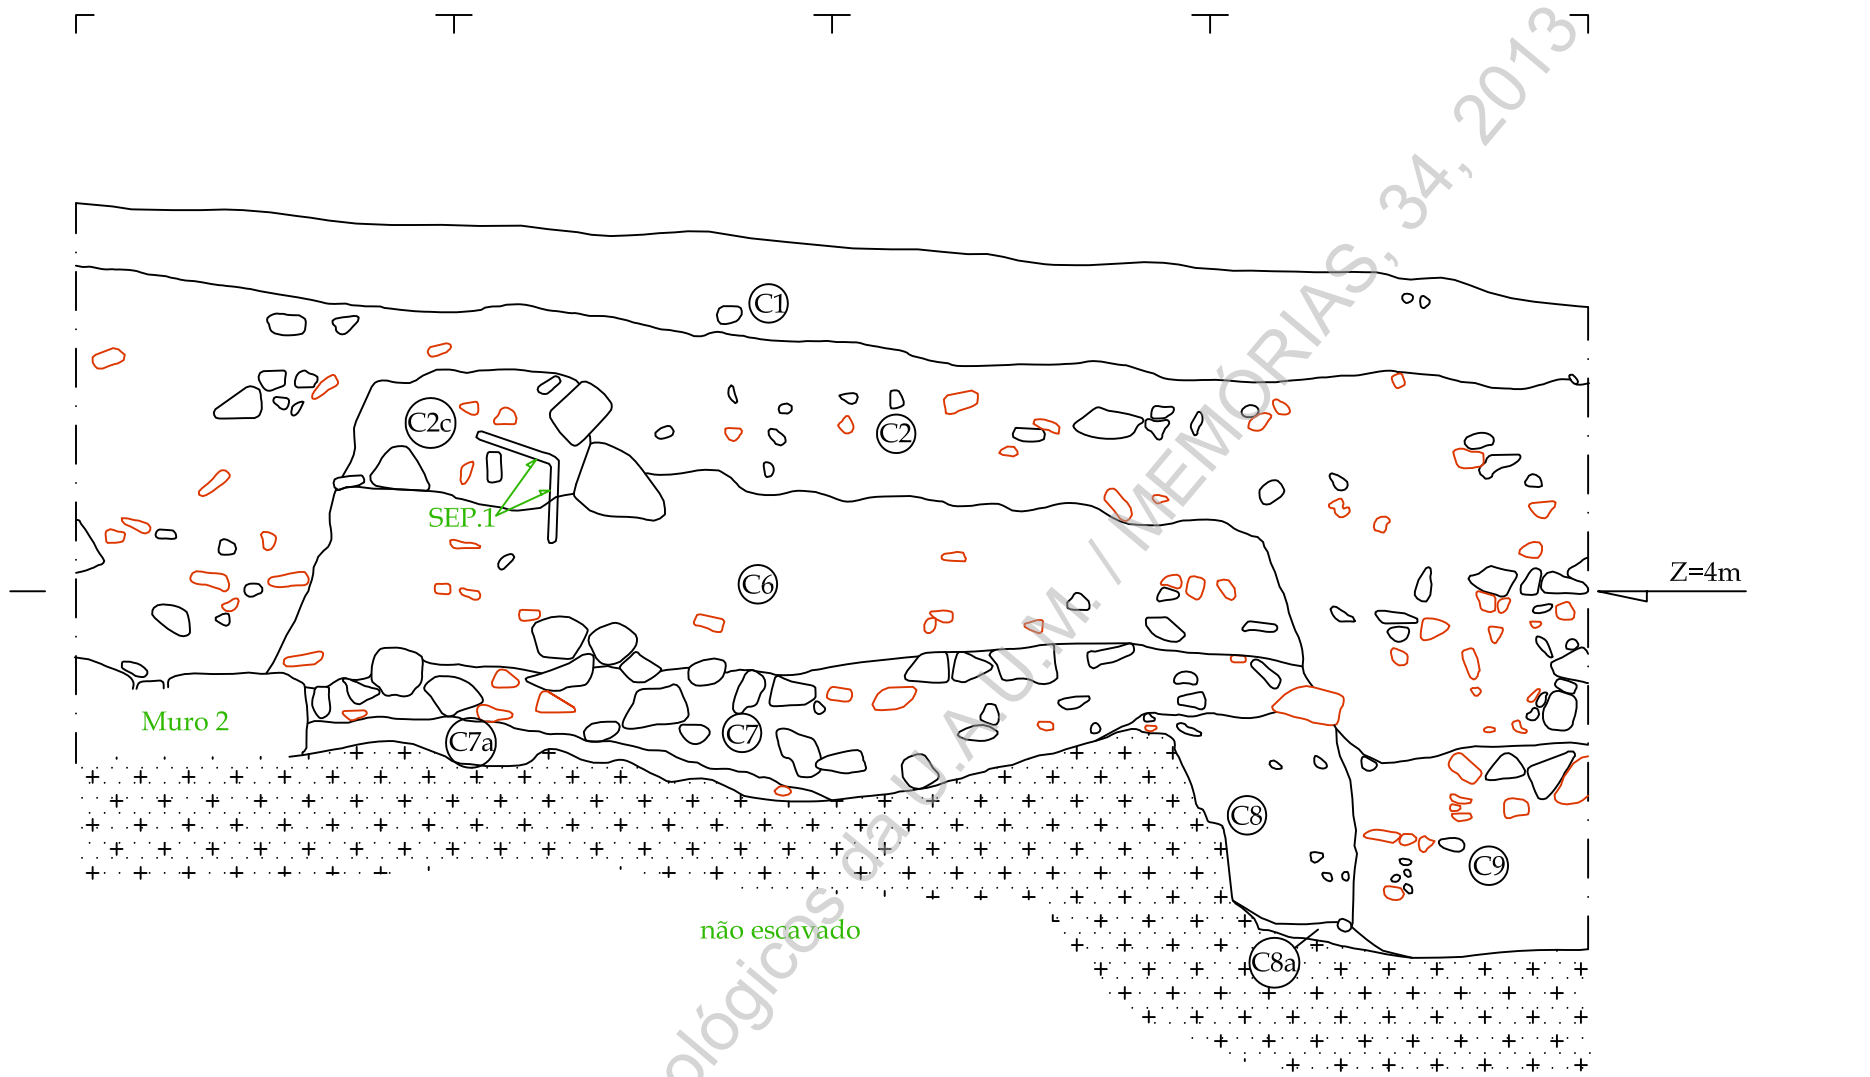 C1
C2c
C2
SEP.1
C6
Z=4m
Muro 2
C7a
C7
C8
C9
não escavado
C8a
ológicos da U.A.U.M. / MEMÓRIAS, 34, 2013